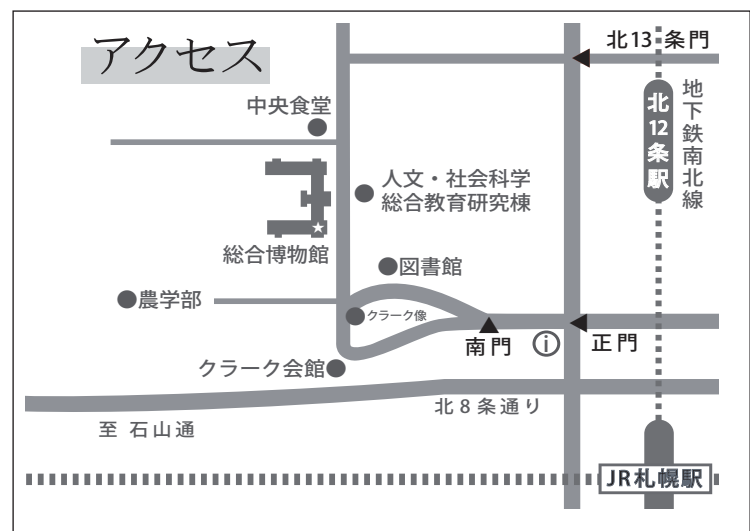 アクセス
北13条門
中央食堂
地下鉄南北線
北12条駅
人文・社会科学
総合教育研究棟
総合博物館
図書館
農学部
クラーク像
南門
i
正門
クラーク会館
北8条通り
至 石山通
JR札幌駅